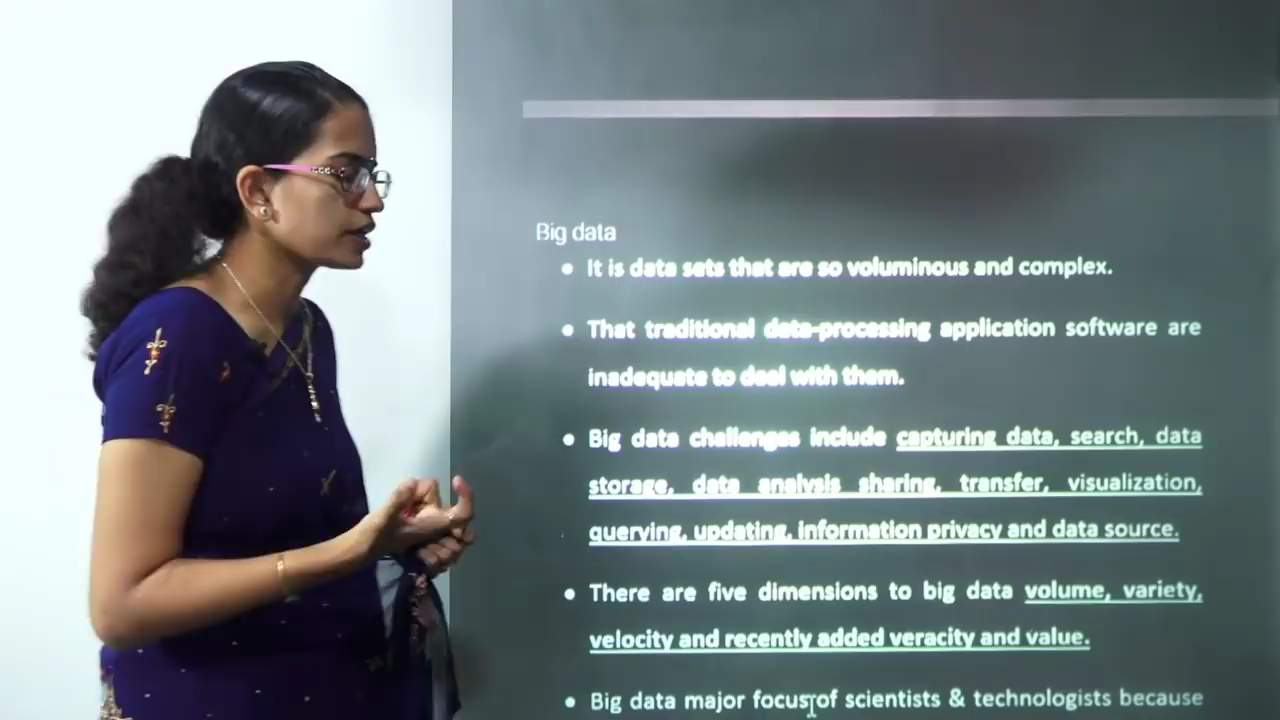 Big data
• It is data sets that are so voluminous and complex.
• That traditional data-processing application software are
inadequate to deal with them.
• Big data challenges include capturing data, search, data
storage, data analysis sharing, transfer, visualization,
querying, updating, information privacy and data source.
• There are five dimensions to big data volume, variety,
velocity and recently added veracity and value.
• Big data major focus of scientists & technologists because